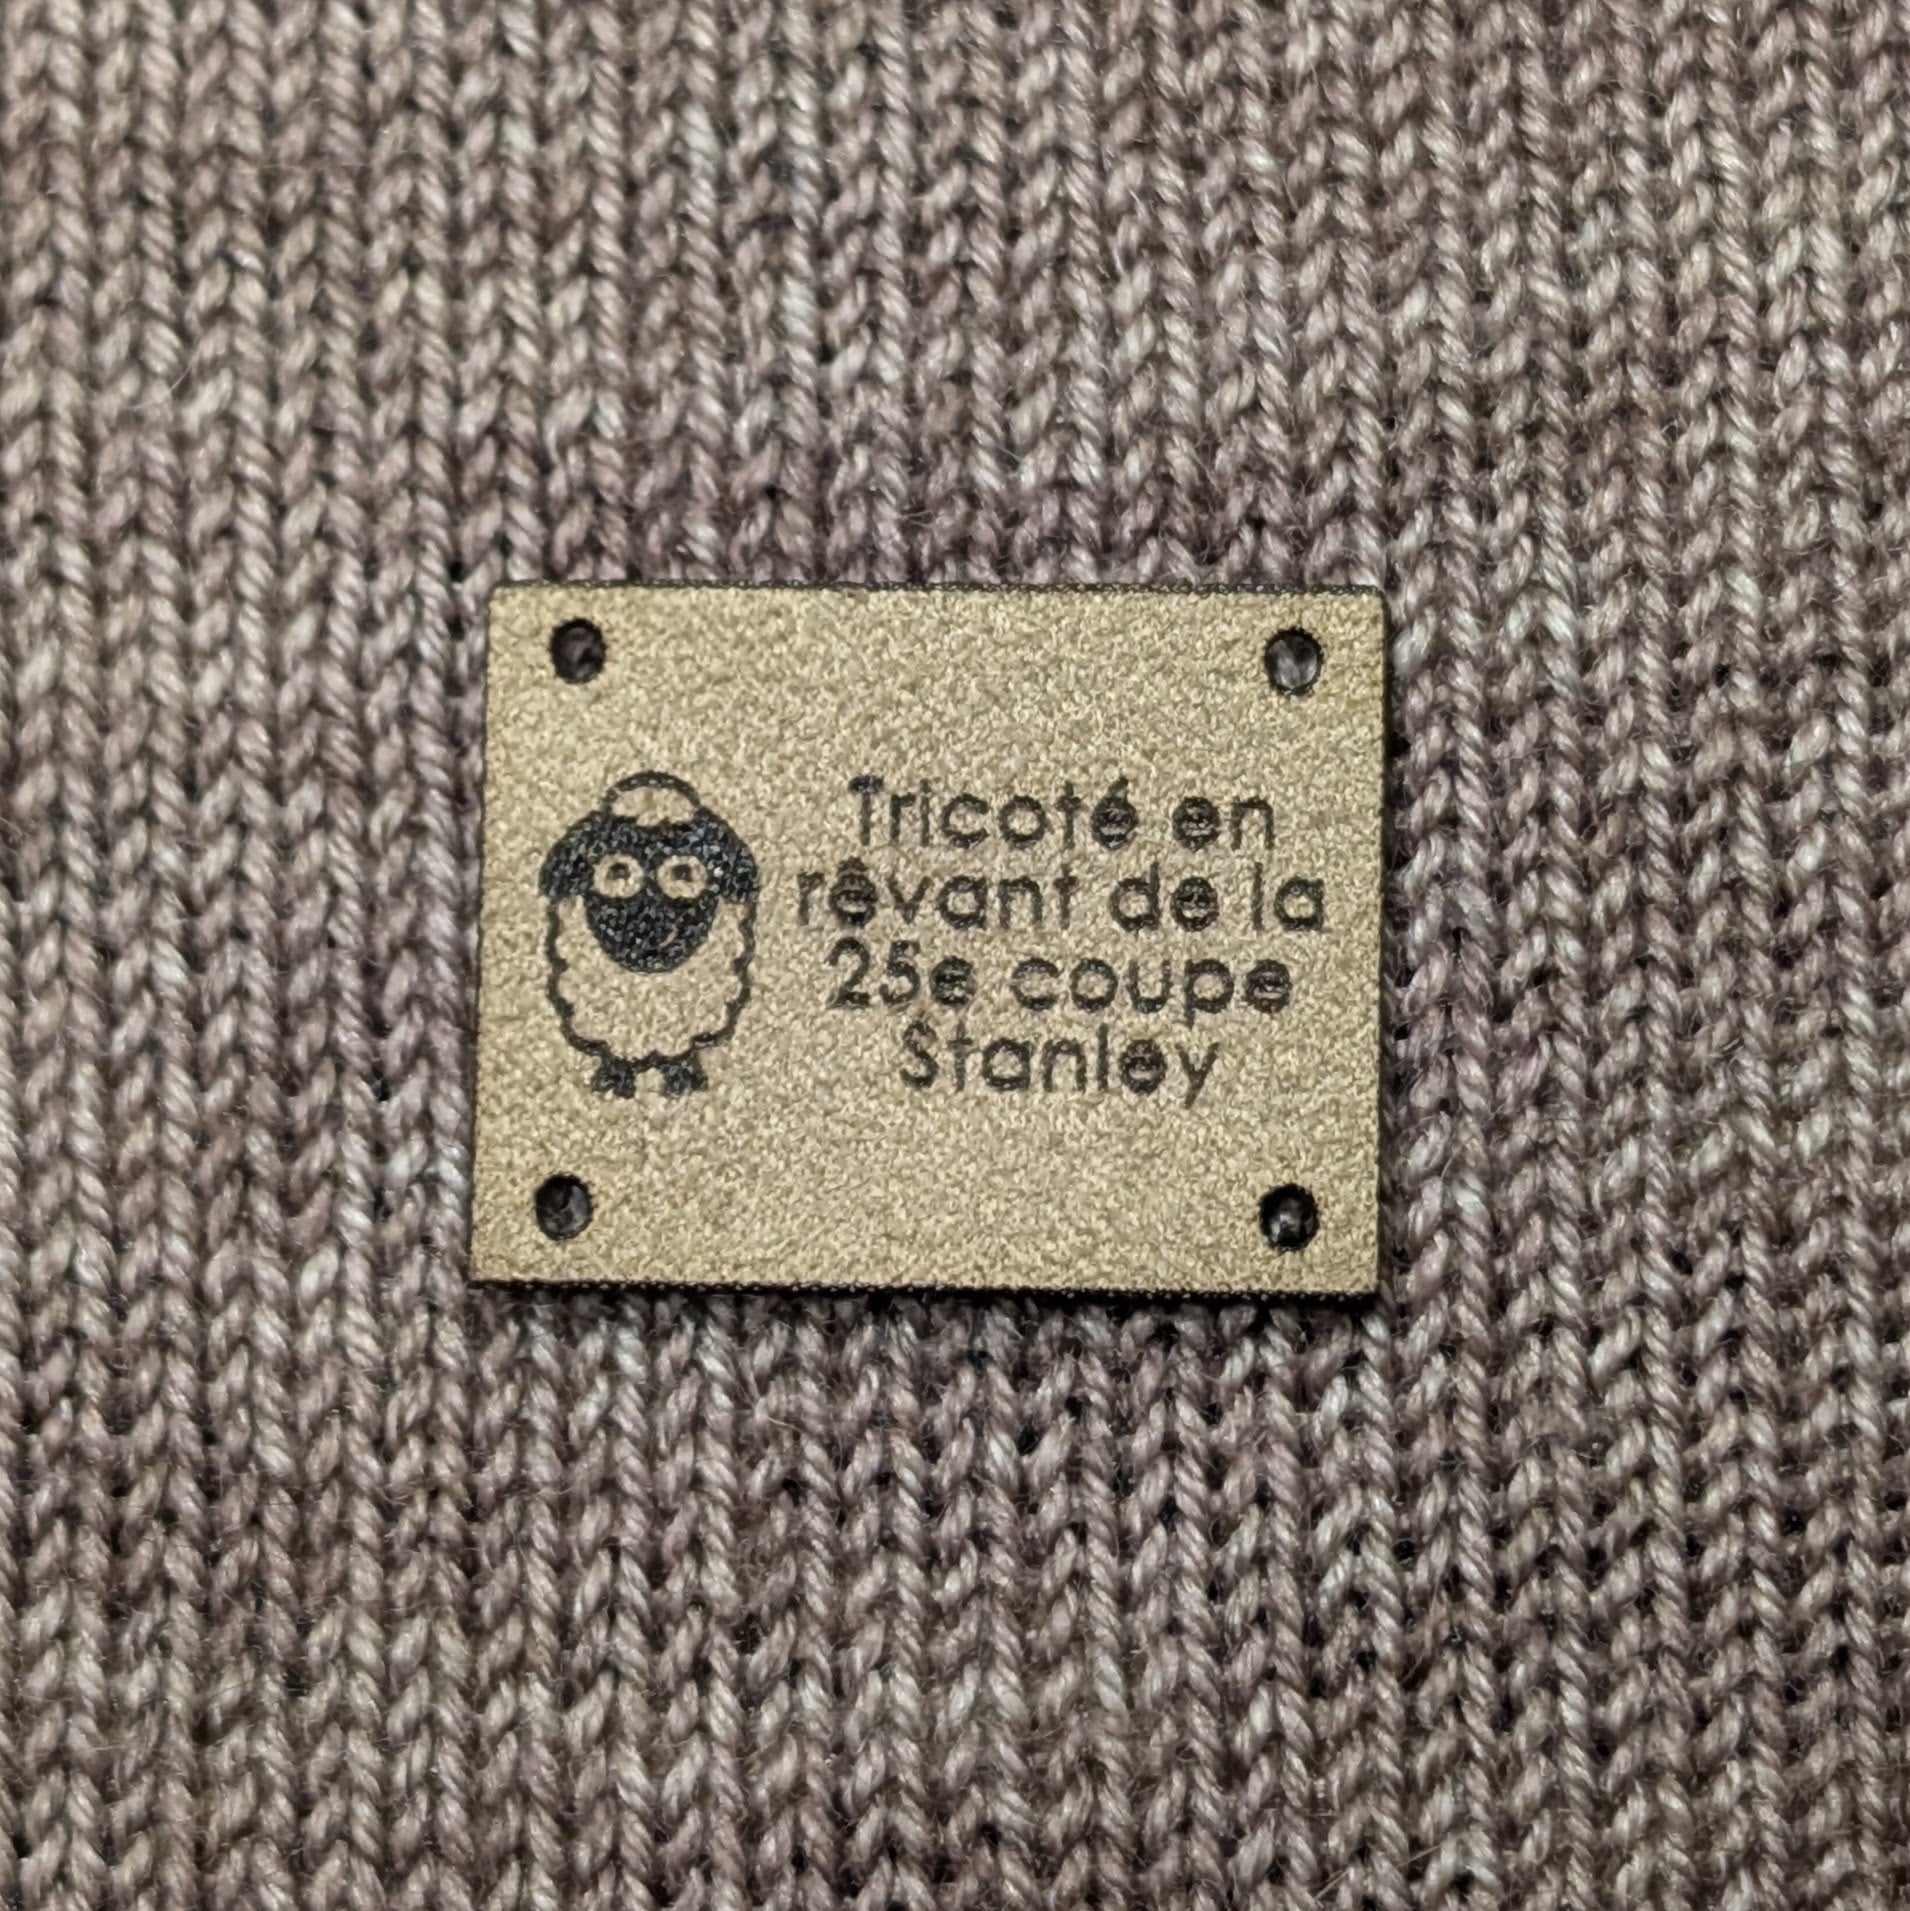 Tricoté en
rêvant de la
25e coupe
Stanley